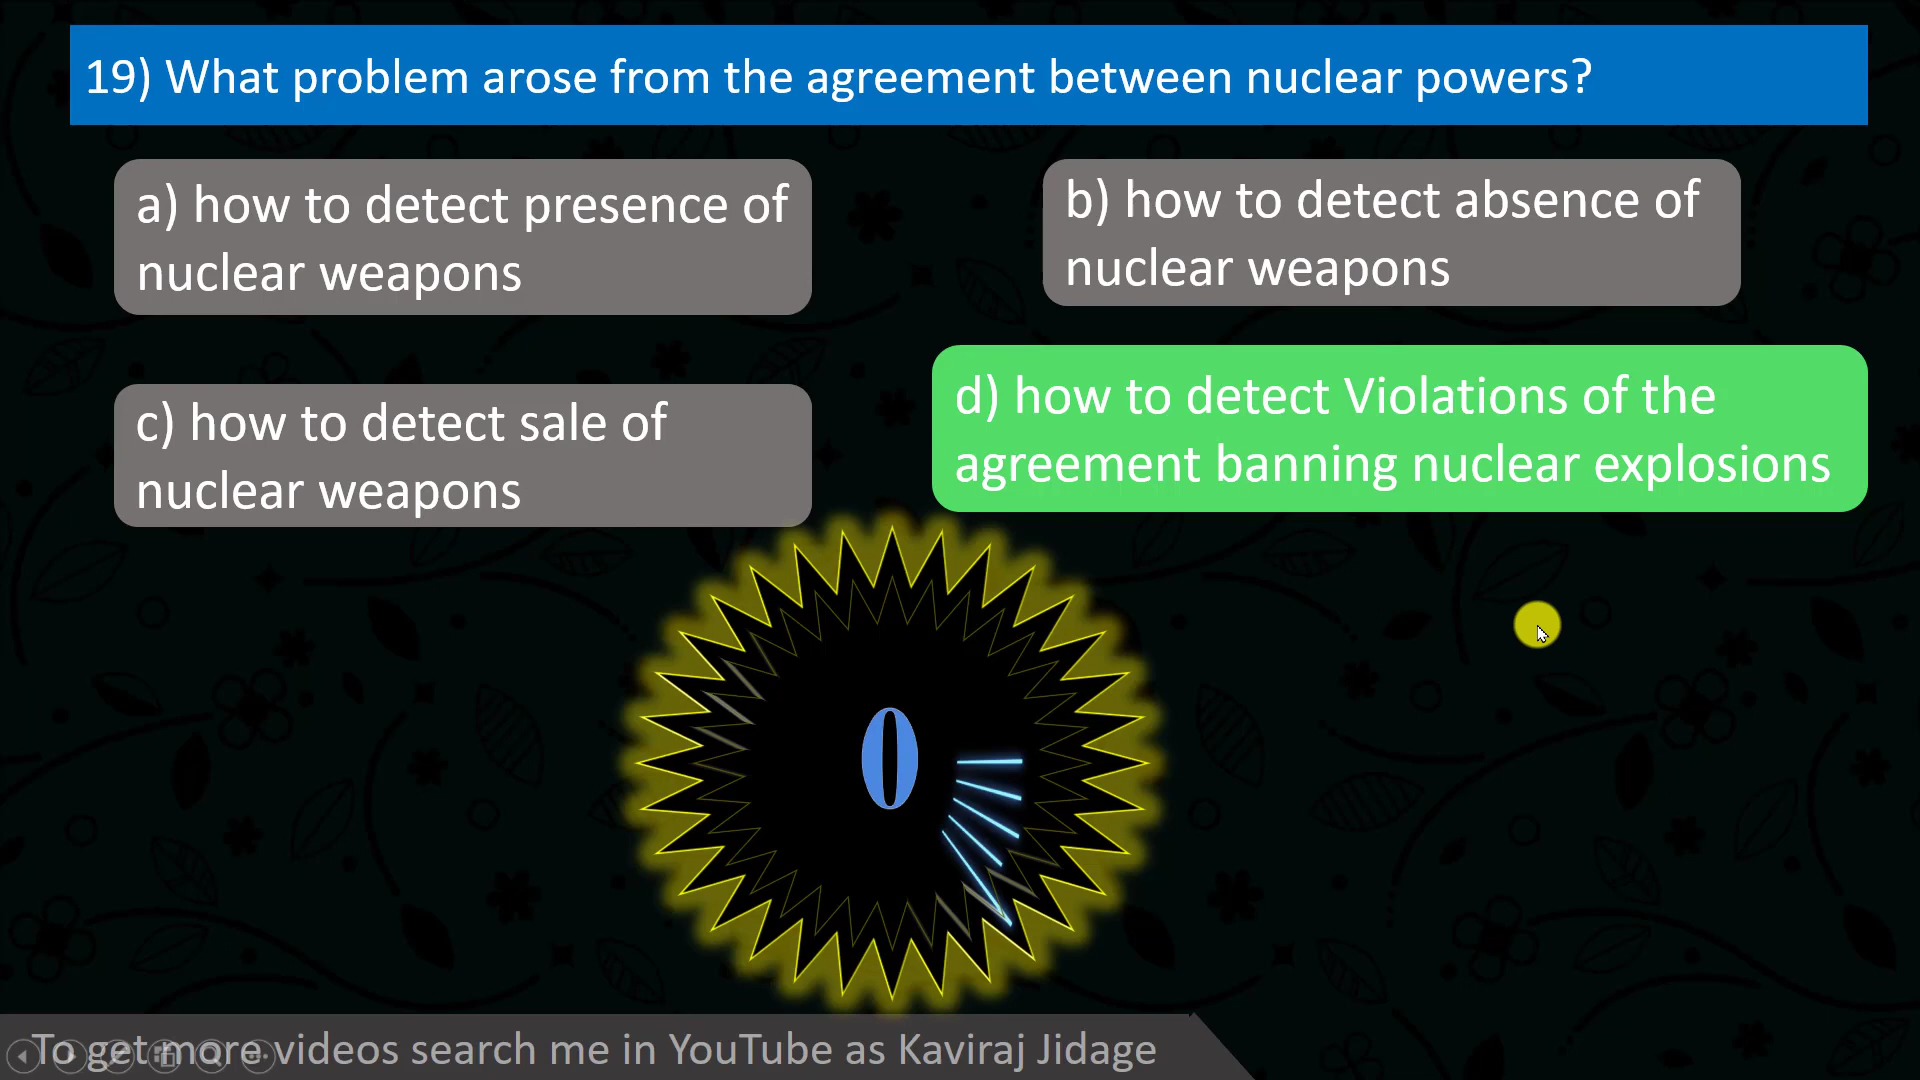 19) What problem arose from the agreement between nuclear powers?
a) how to detect presence of
nuclear weapons
b) how to detect absence of
nuclear weapons
c) how to detect sale of
nuclear weapons
d) how to detect Violations of the
agreement banning nuclear explosions
0
To get more videos search me in YouTube as Kaviraj Jidage